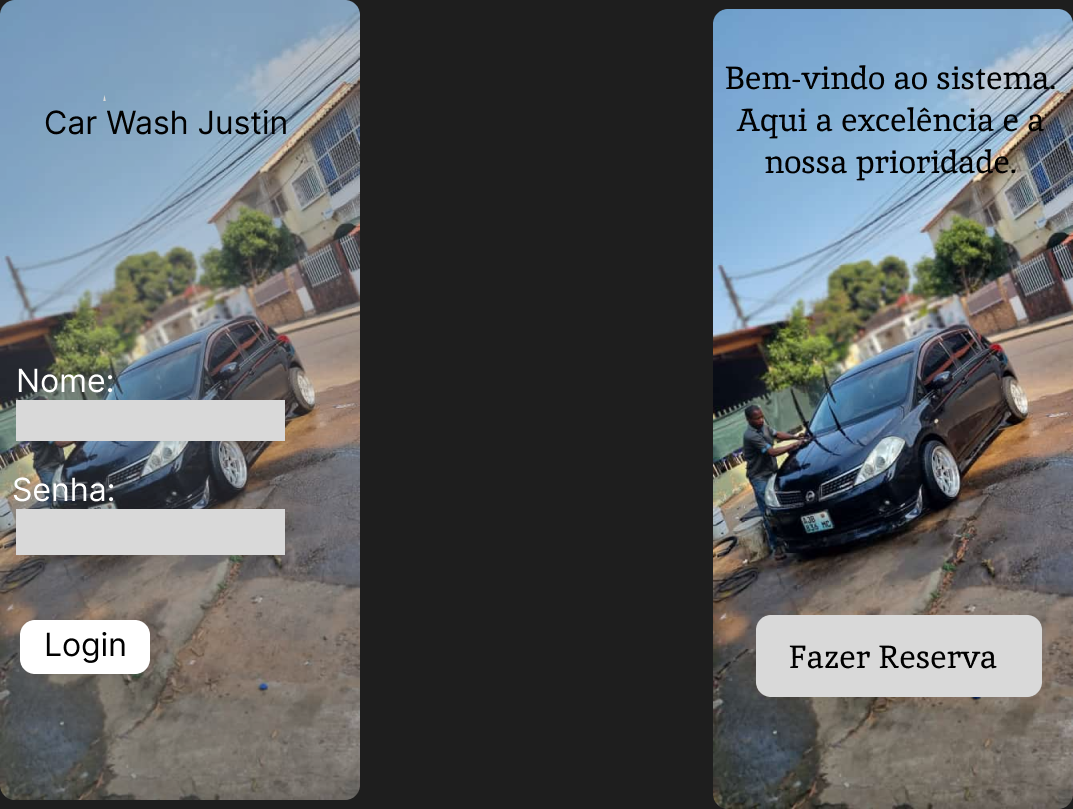 Car Wash Justin
Nome:
Senha:
Login
Bem-vindo ao sistema.
Aqui a excelência e a
nossa prioridade.
Fazer Reserva